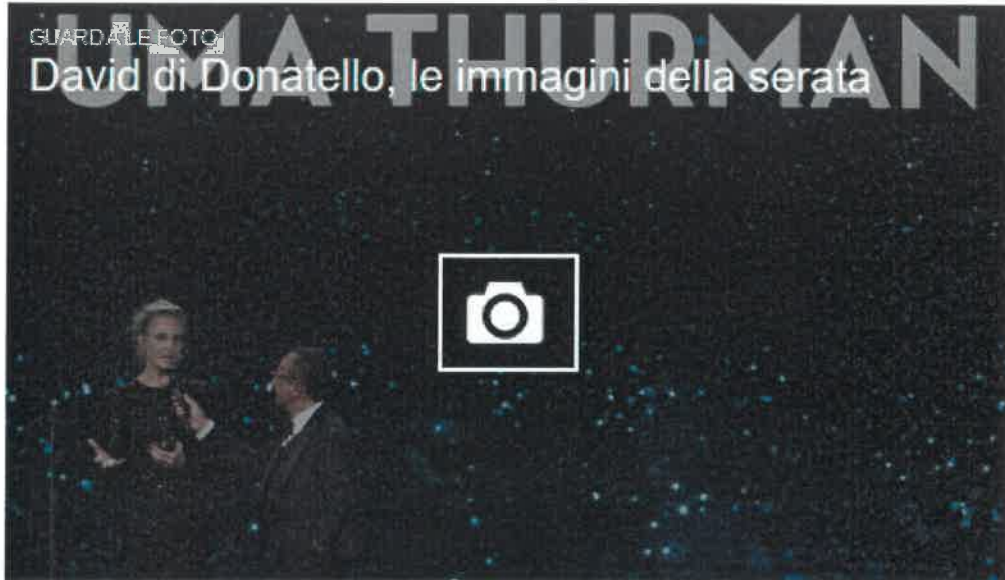 UMA THURMAN
GUARDA LE FOTO
David di Donatello, le immagini della serata